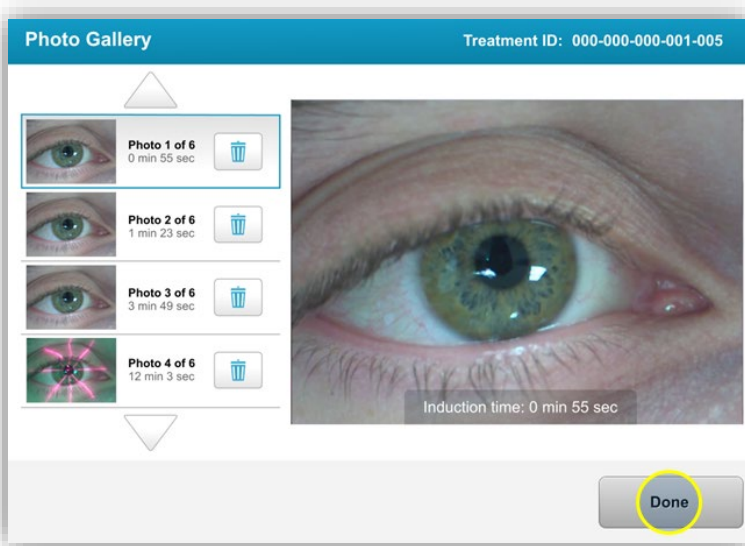 Photo Gallery
Treatment ID: 000-000-000-001-005
Photo 1 of 6
0 min 55 sec
Photo 2 of 6
1 min 23 sec
Photo 3 of 6
3 min 49 sec
Photo 4 of 6
12 min 3 sec
Induction time: 0 min 55 sec
Done